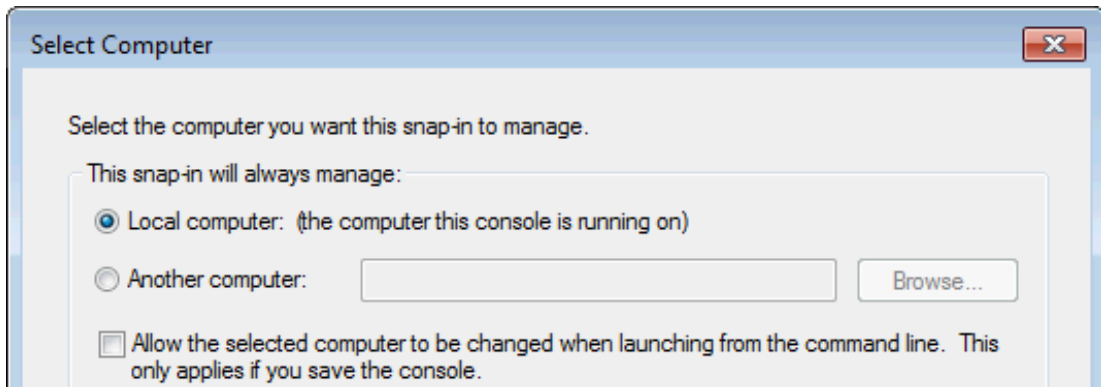 Select Computer
Select the computer you want this snap-in to manage.
This snap-in will always manage:
Local computer:  (the computer this console is running on)
Another computer:
Browse...
Allow the selected computer to be changed when launching from the command line.  This
only applies if you save the console.